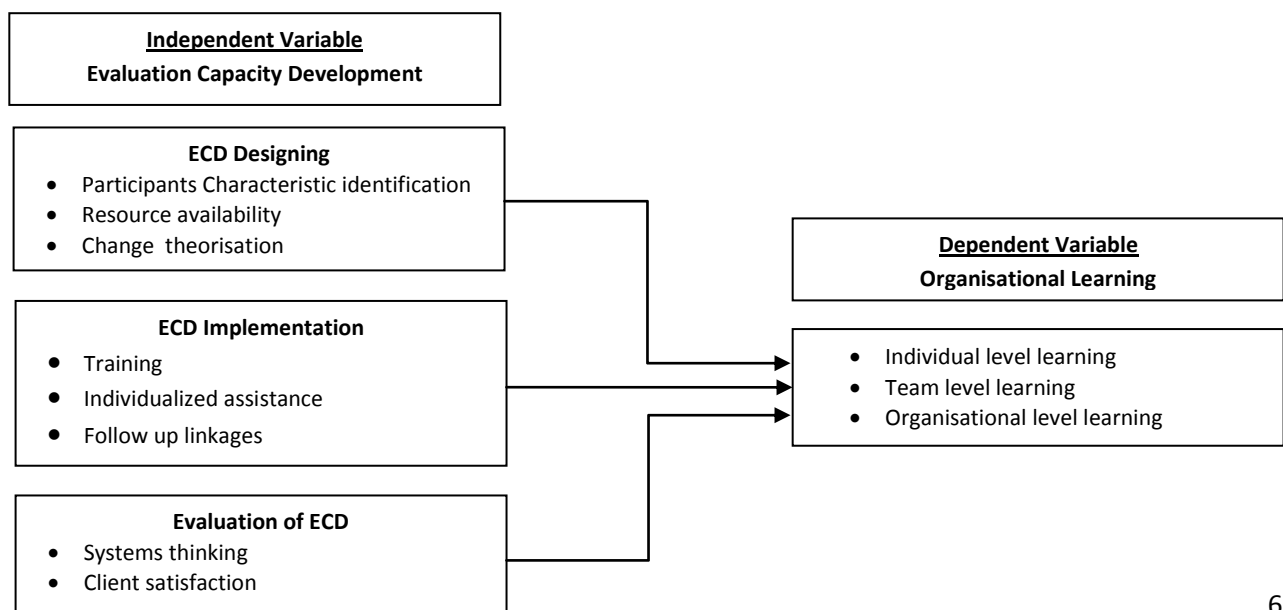 Independent Variable
Evaluation Capacity Development
ECD Designing
• Participants Characteristic identification
• Resource availability
• Change theorisation
ECD Implementation
• Training
• Individualized assistance
• Follow up linkages
Evaluation of ECD
• Systems thinking
• Client satisfaction
Dependent Variable
Organisational Learning
• Individual level learning
• Team level learning
• Organisational level learning
6